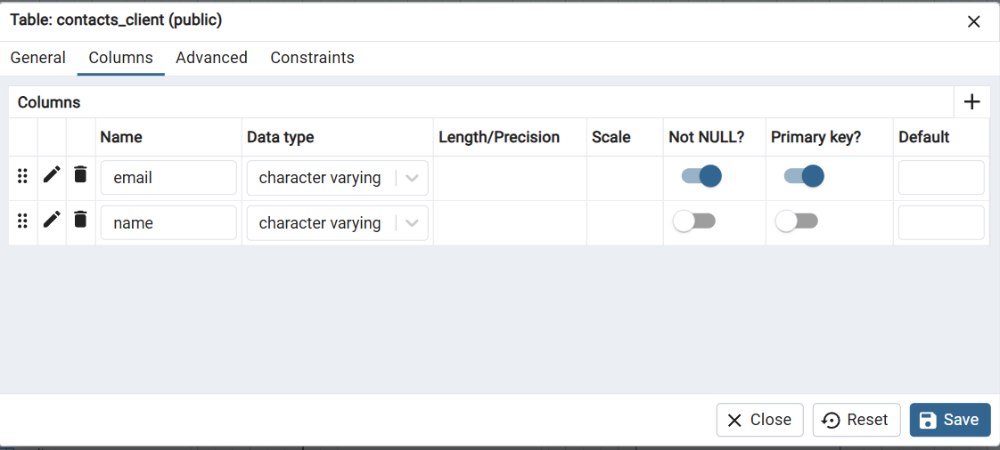 Table: contacts_client (public)
General Columns Advanced Constraints
Columns
Name Data type Length/Precision Scale Not NULL? Primary key? Default
email character varying
name character varying
Close Reset Save